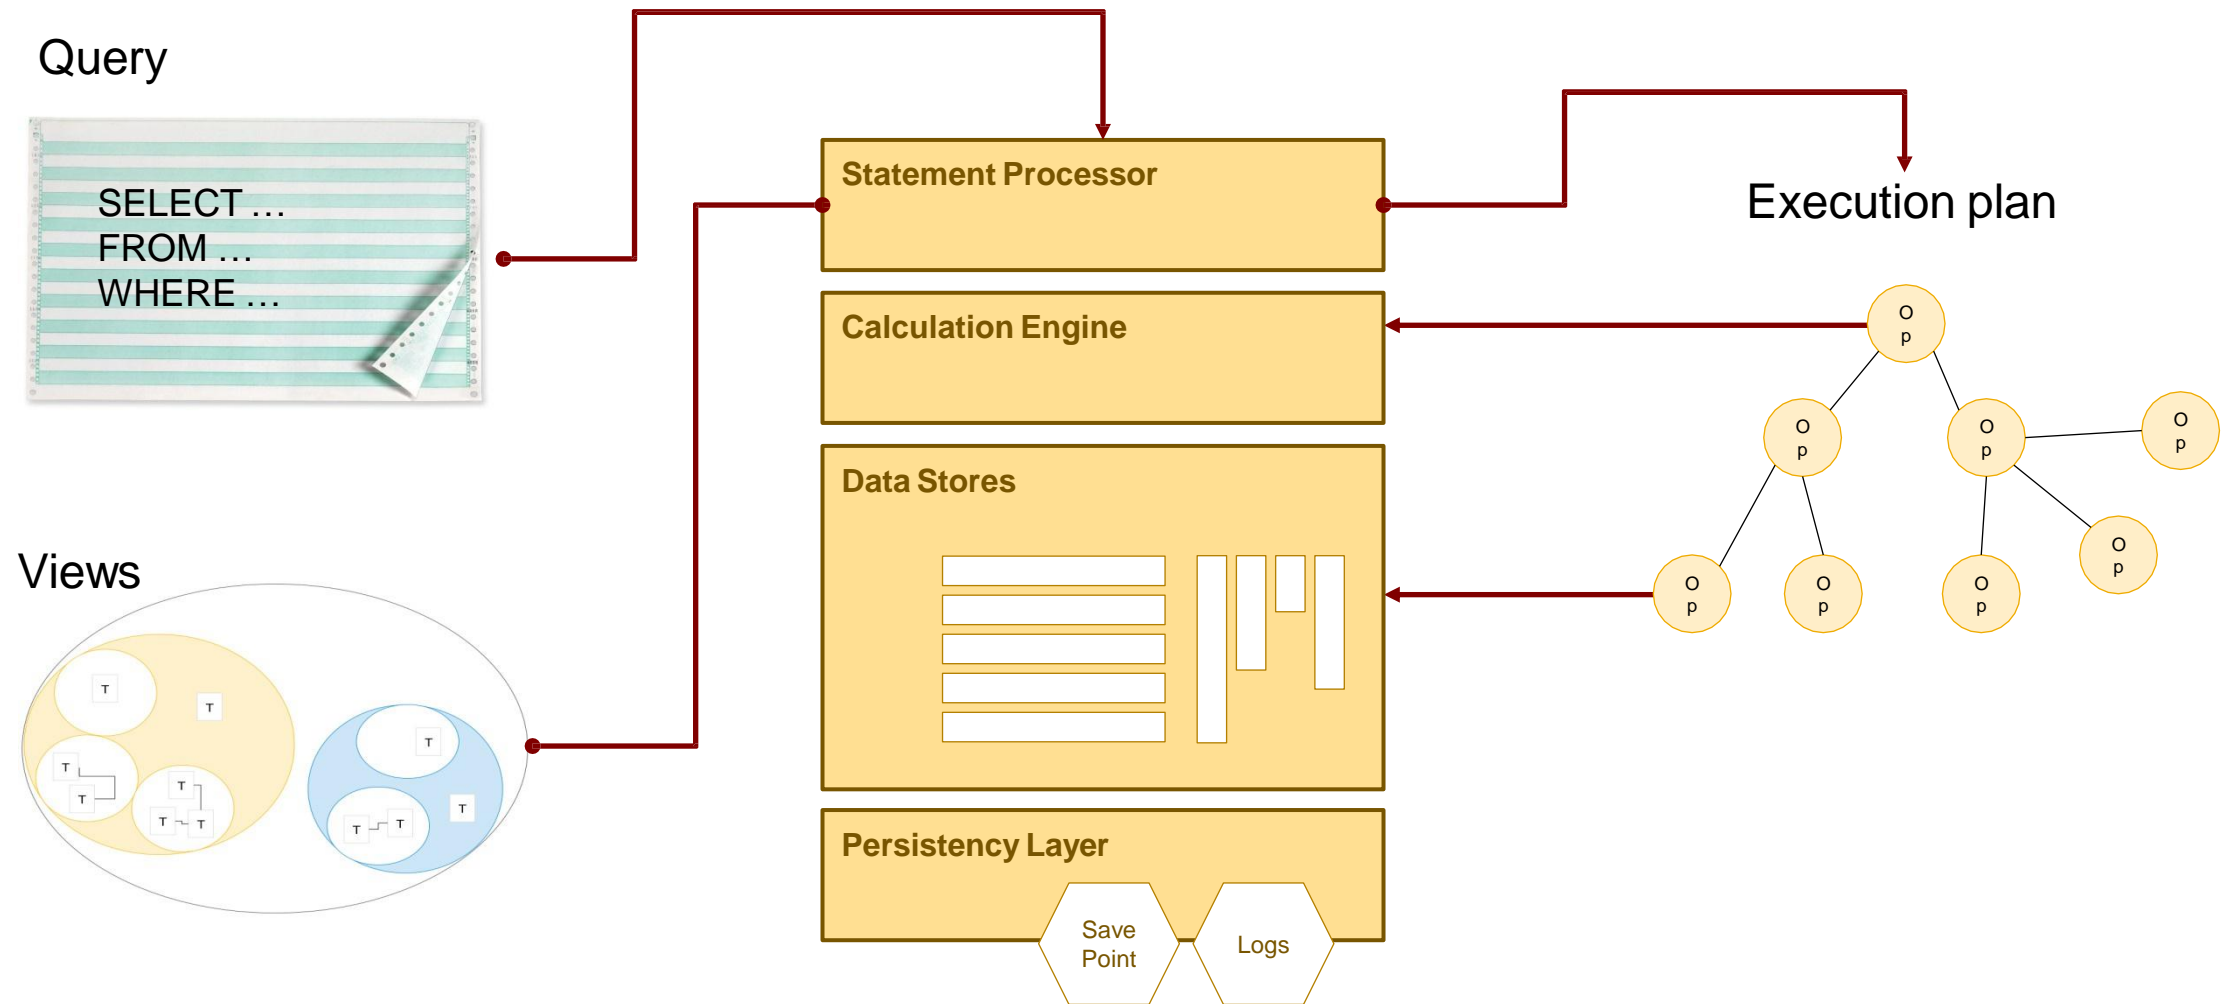 Query
SELECT …
FROM …
WHERE …
Views
T
T
T
T
T
T
T
T
T
T
T
Statement Processor
Calculation Engine
Data Stores
Persistency Layer
Save
Point
Logs
Execution plan
O
p
O
p
O
p
O
p
O
p
O
p
O
p
O
p